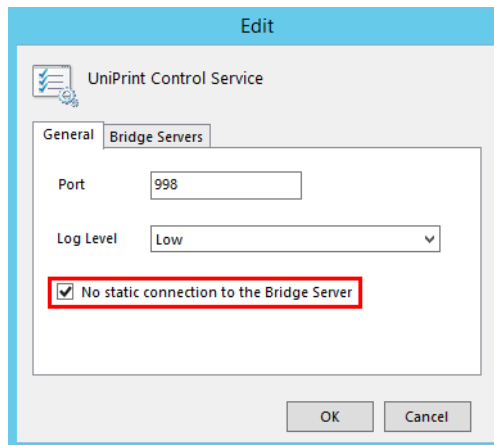 Edit
UniPrint Control Service
General Bridge Servers
Port 998
Log Level Low
No static connection to the Bridge Server
OK Cancel